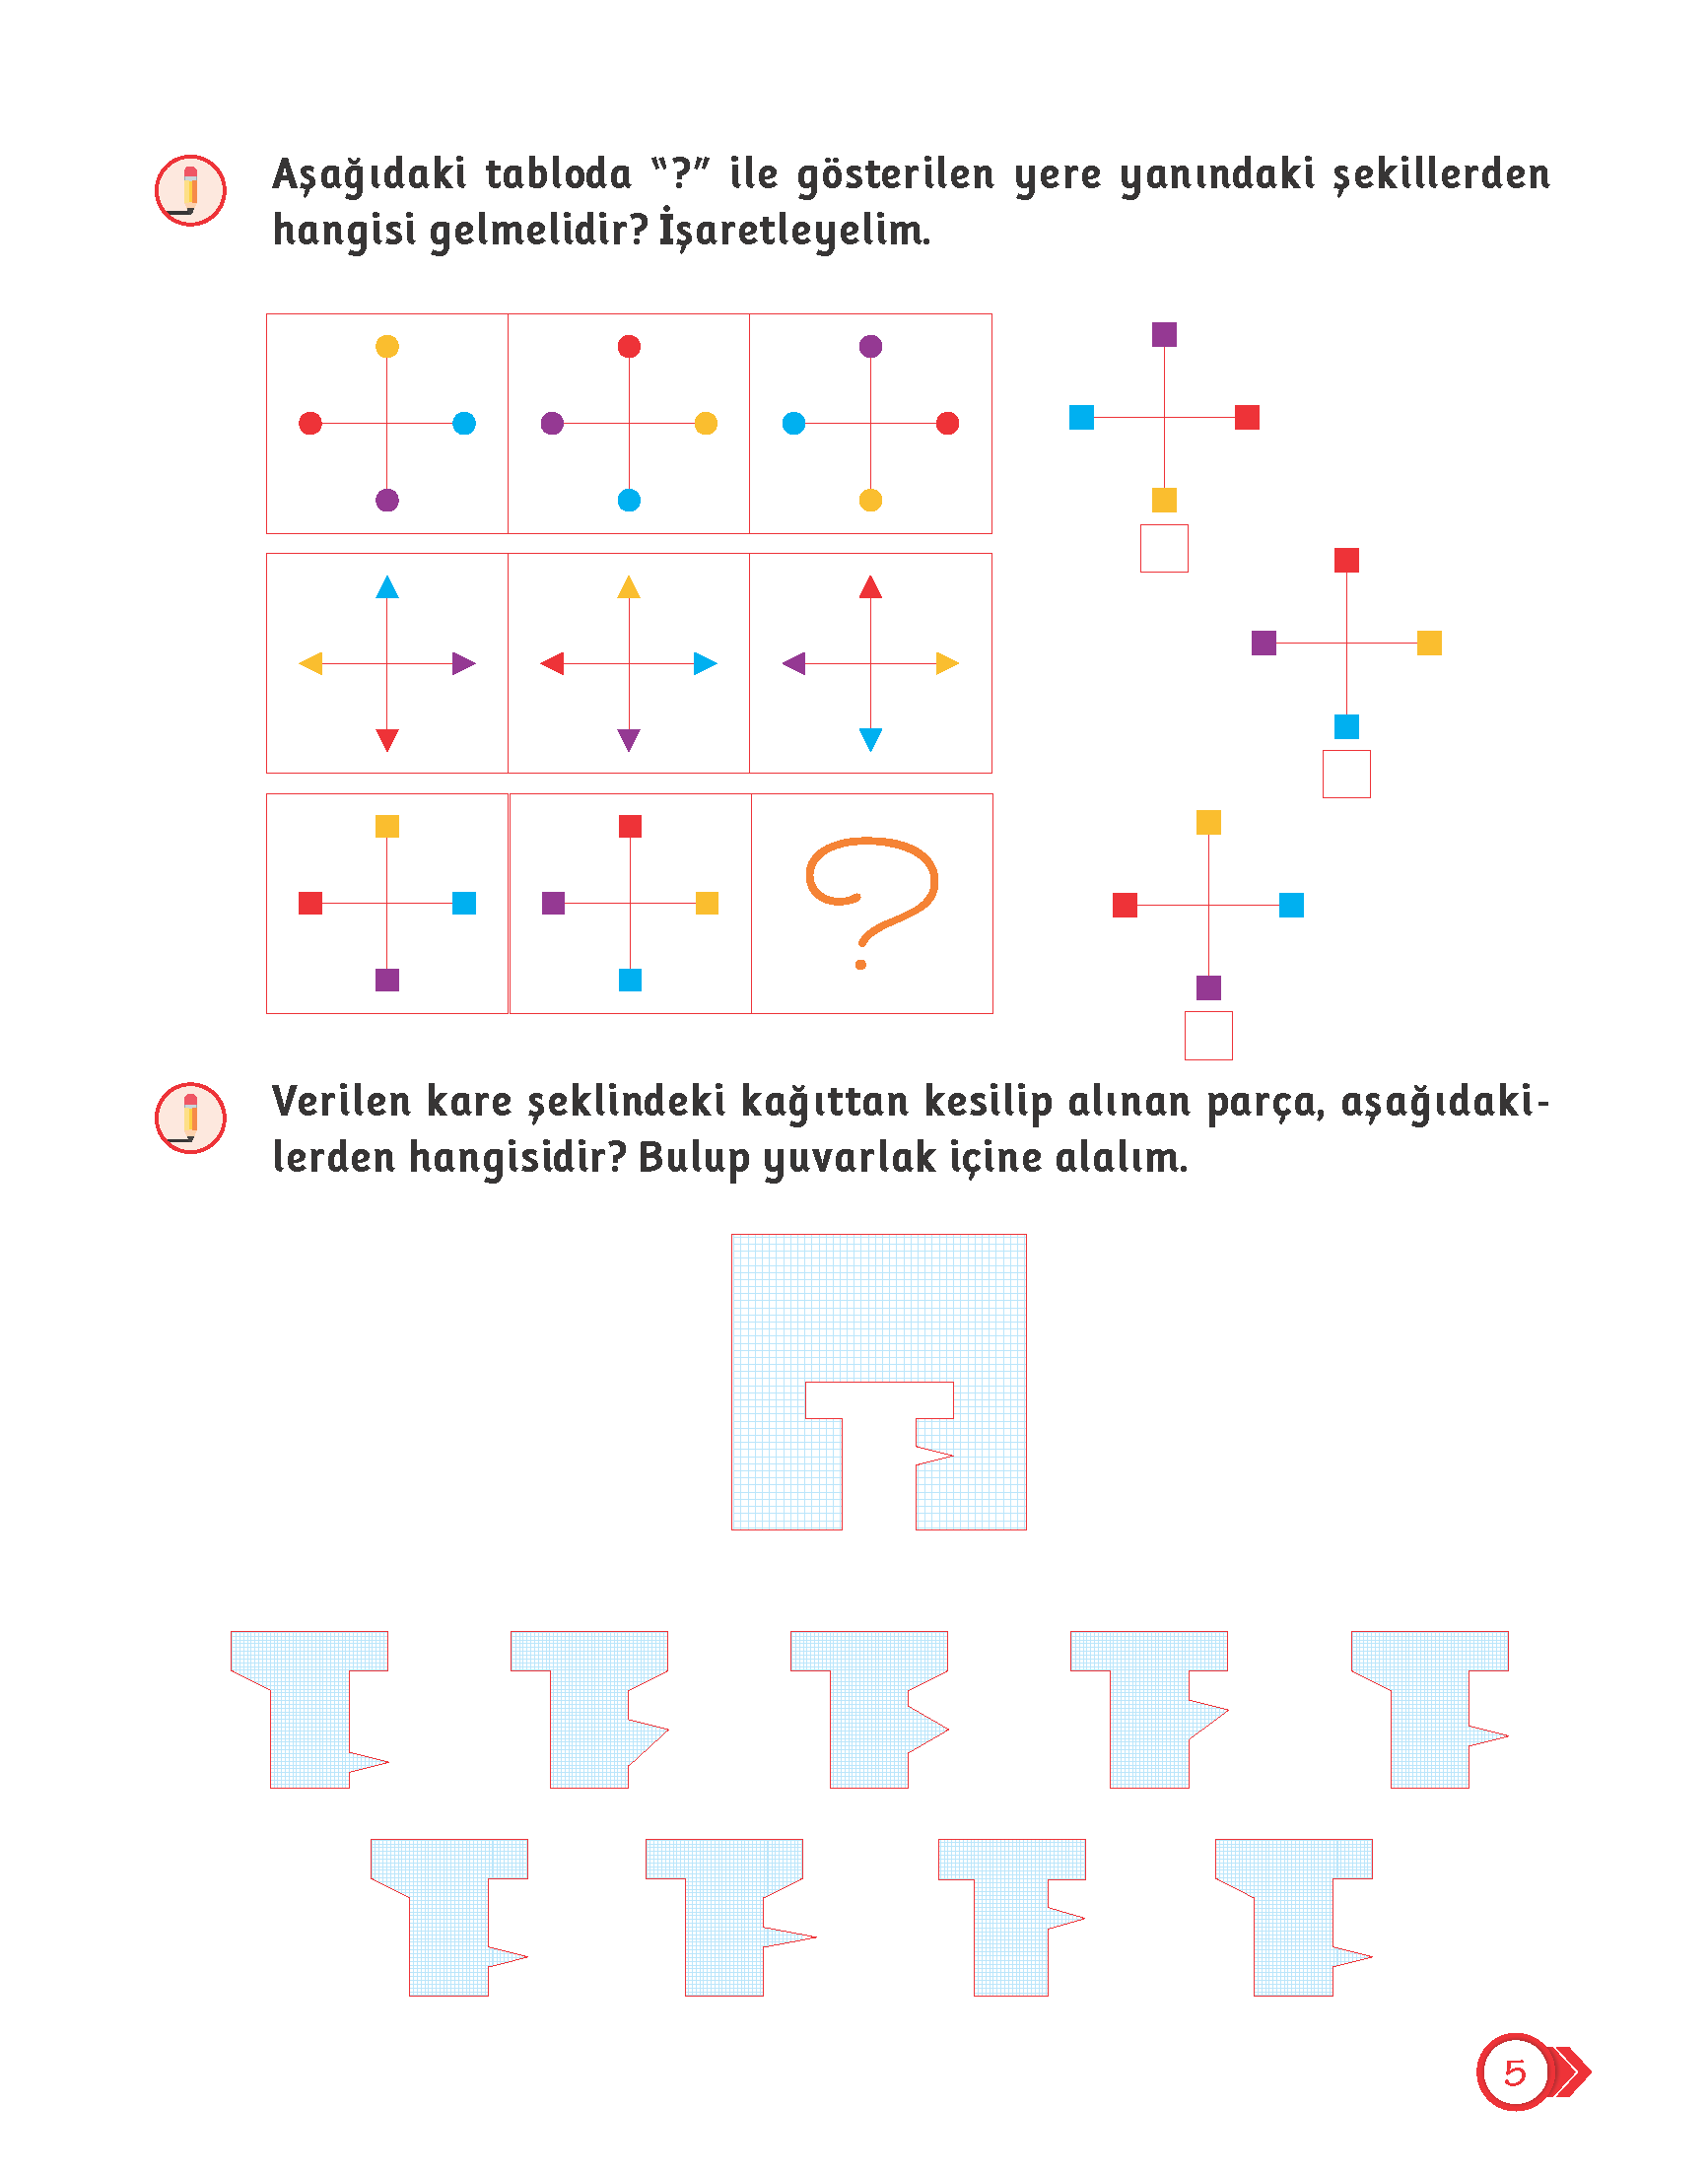 Aşağıdaki tabloda “?” ile gösterilen yere yanındaki şekillerden
hangisi gelmelidir? İşaretleyelim.
?
Verilen kare şeklindeki kağıttan kesilip alınan parça, aşağıdaki-
lerden hangisidir? Bulup yuvarlak içine alalım.
5